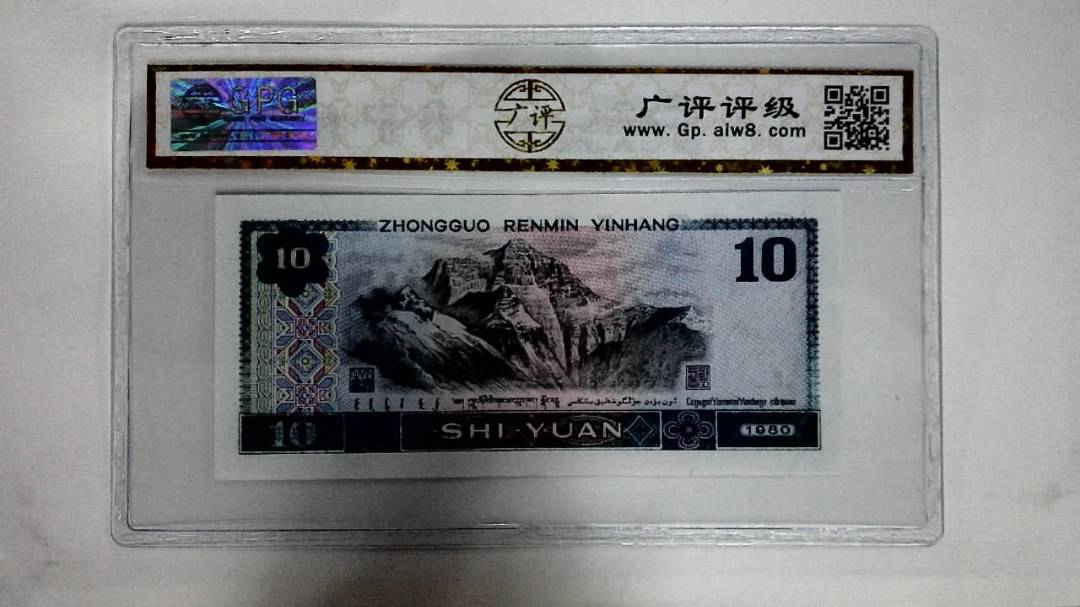 GPG
广评
广评评级
www. Gp. aiw8. com
ZHONGGUO RENMIN YINHANG
10
10
10
SHI YUAN
1980